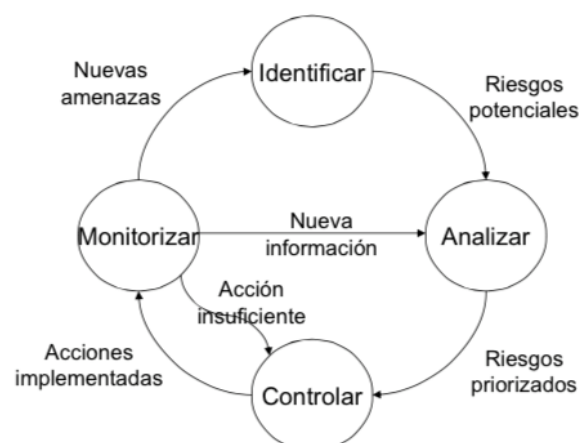 Identificar
Nuevas
amenazas
Riesgos
potenciales
Monitorizar
Nueva
información
Analizar
Acción
insuficiente
Acciones
implementadas
Controlar
Riesgos
priorizados